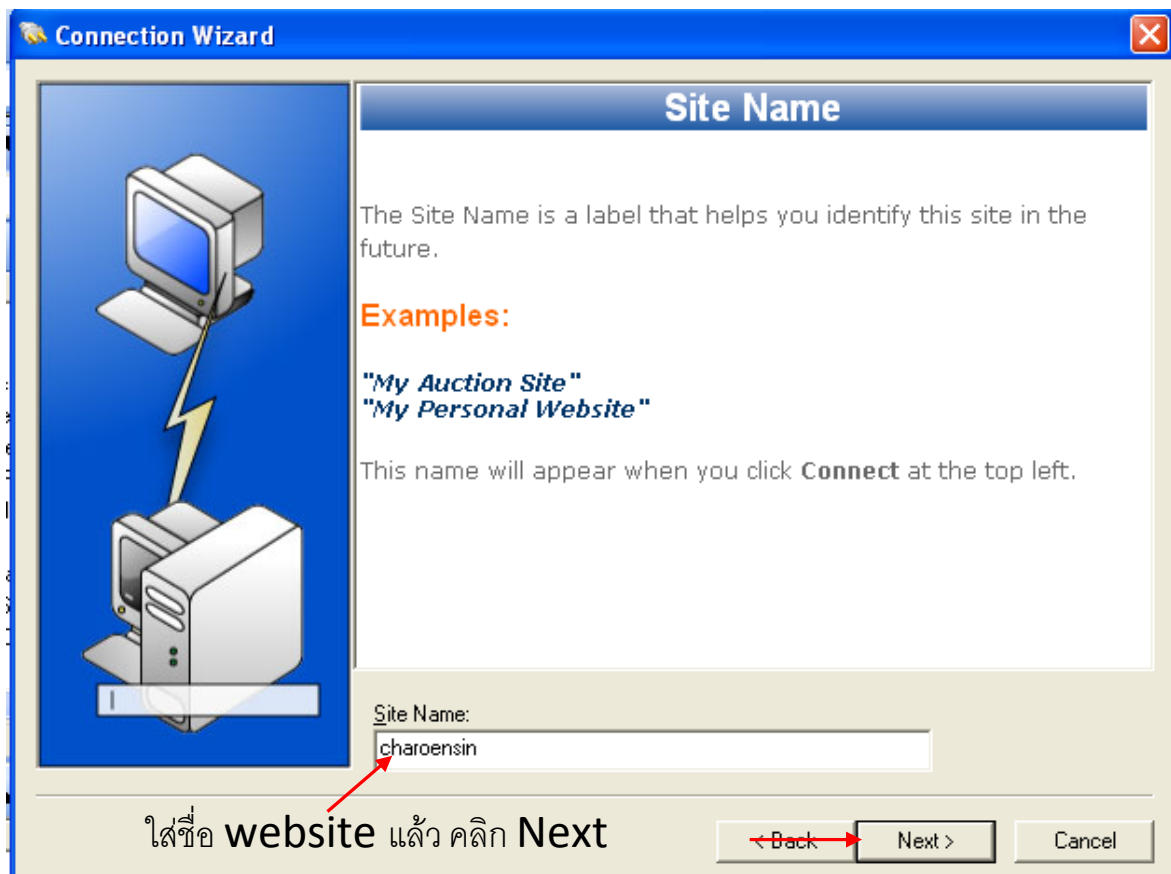 Connection Wizard
Site Name
The Site Name is a label that helps you identify this site in the
future.
Examples:
"My Auction Site"
"My Personal Website"
This name will appear when you click Connect at the top left.
Site Name:
charoensin
ใส่ชื่อ website แล้ว คลิก Next
< Back
Next >
Cancel